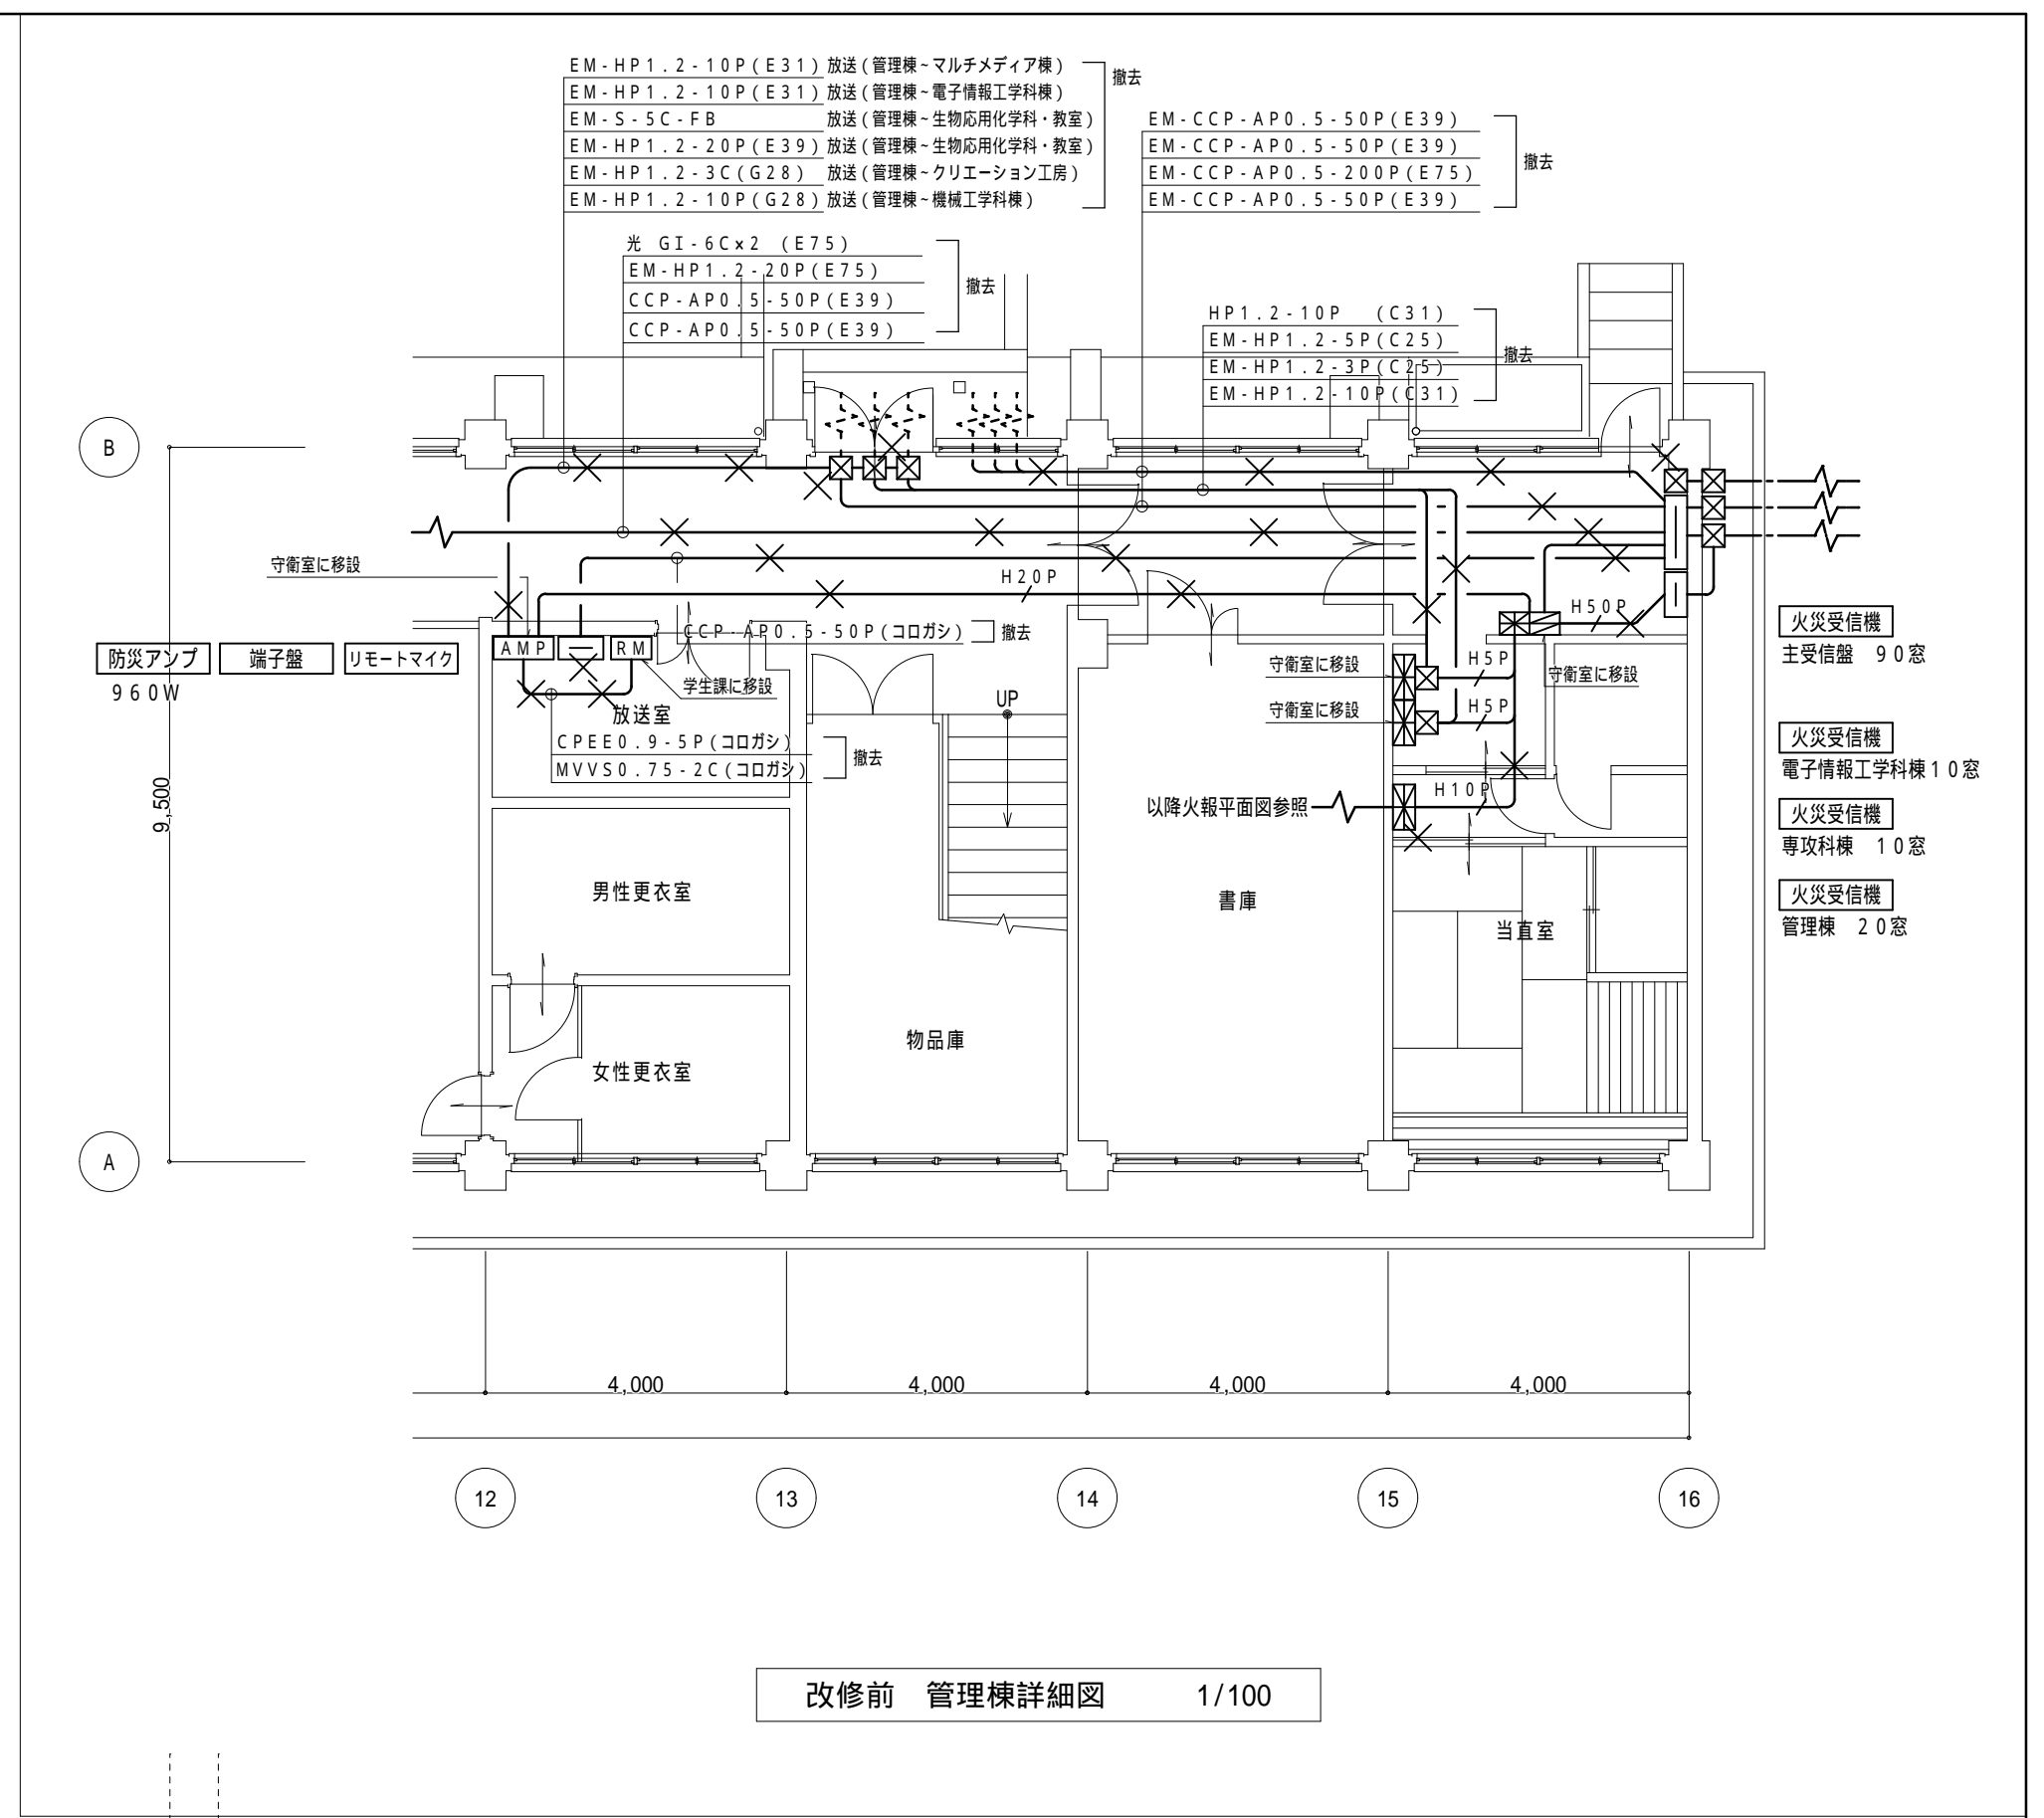 EM-HP1.2-10P(E31) 放送(管理棟~マルチメディア棟)
EM-HP1.2-10P(E31) 放送(管理棟~電子情報工学科棟)
EM-S-5C-FB 放送(管理棟~生物応用化学科・教室)
EM-HP1.2-20P(E39) 放送(管理棟~生物応用化学科・教室)
EM-HP1.2-3C(G28) 放送(管理棟~クリエーション工房)
EM-HP1.2-10P(G28) 放送(管理棟~機械工学科棟)
撤去
EM-CCP-AP0.5-50P(E39)
EM-CCP-AP0.5-50P(E39)
EM-CCP-AP0.5-200P(E75)
EM-CCP-AP0.5-50P(E39)
撤去
光 GI-6C×2 (E75)
EM-HP1.2-20P(E75)
CCP-AP0.5-50P(E39)
CCP-AP0.5-50P(E39)
撤去
HP1.2-10P (C31)
EM-HP1.2-5P(C25)
EM-HP1.2-3P(C25)
EM-HP1.2-10P(C31)
撤去
B
守衛室に移設
H20P
H50P
防災アンプ
960W
端子盤
リモートマイク
AMP
RM
CCP-AP0.5-50P(コロガシ)
撤去
学生課に移設
放送室
CPEE0.9-5P(コロガシ)
MVVS0.75-2C(コロガシ)
撤去
UP
守衛室に移設
H5P
守衛室に移設
守衛室に移設
H5P
H10P
以降火報平面図参照
火災受信機
主受信盤 90窓
火災受信機
電子情報工学科棟10窓
火災受信機
専攻科棟 10窓
火災受信機
管理棟 20窓
9,500
男性更衣室
書庫
当直室
物品庫
女性更衣室
A
4,000
4,000
4,000
4,000
12
13
14
15
16
改修前 管理棟詳細図 1/100